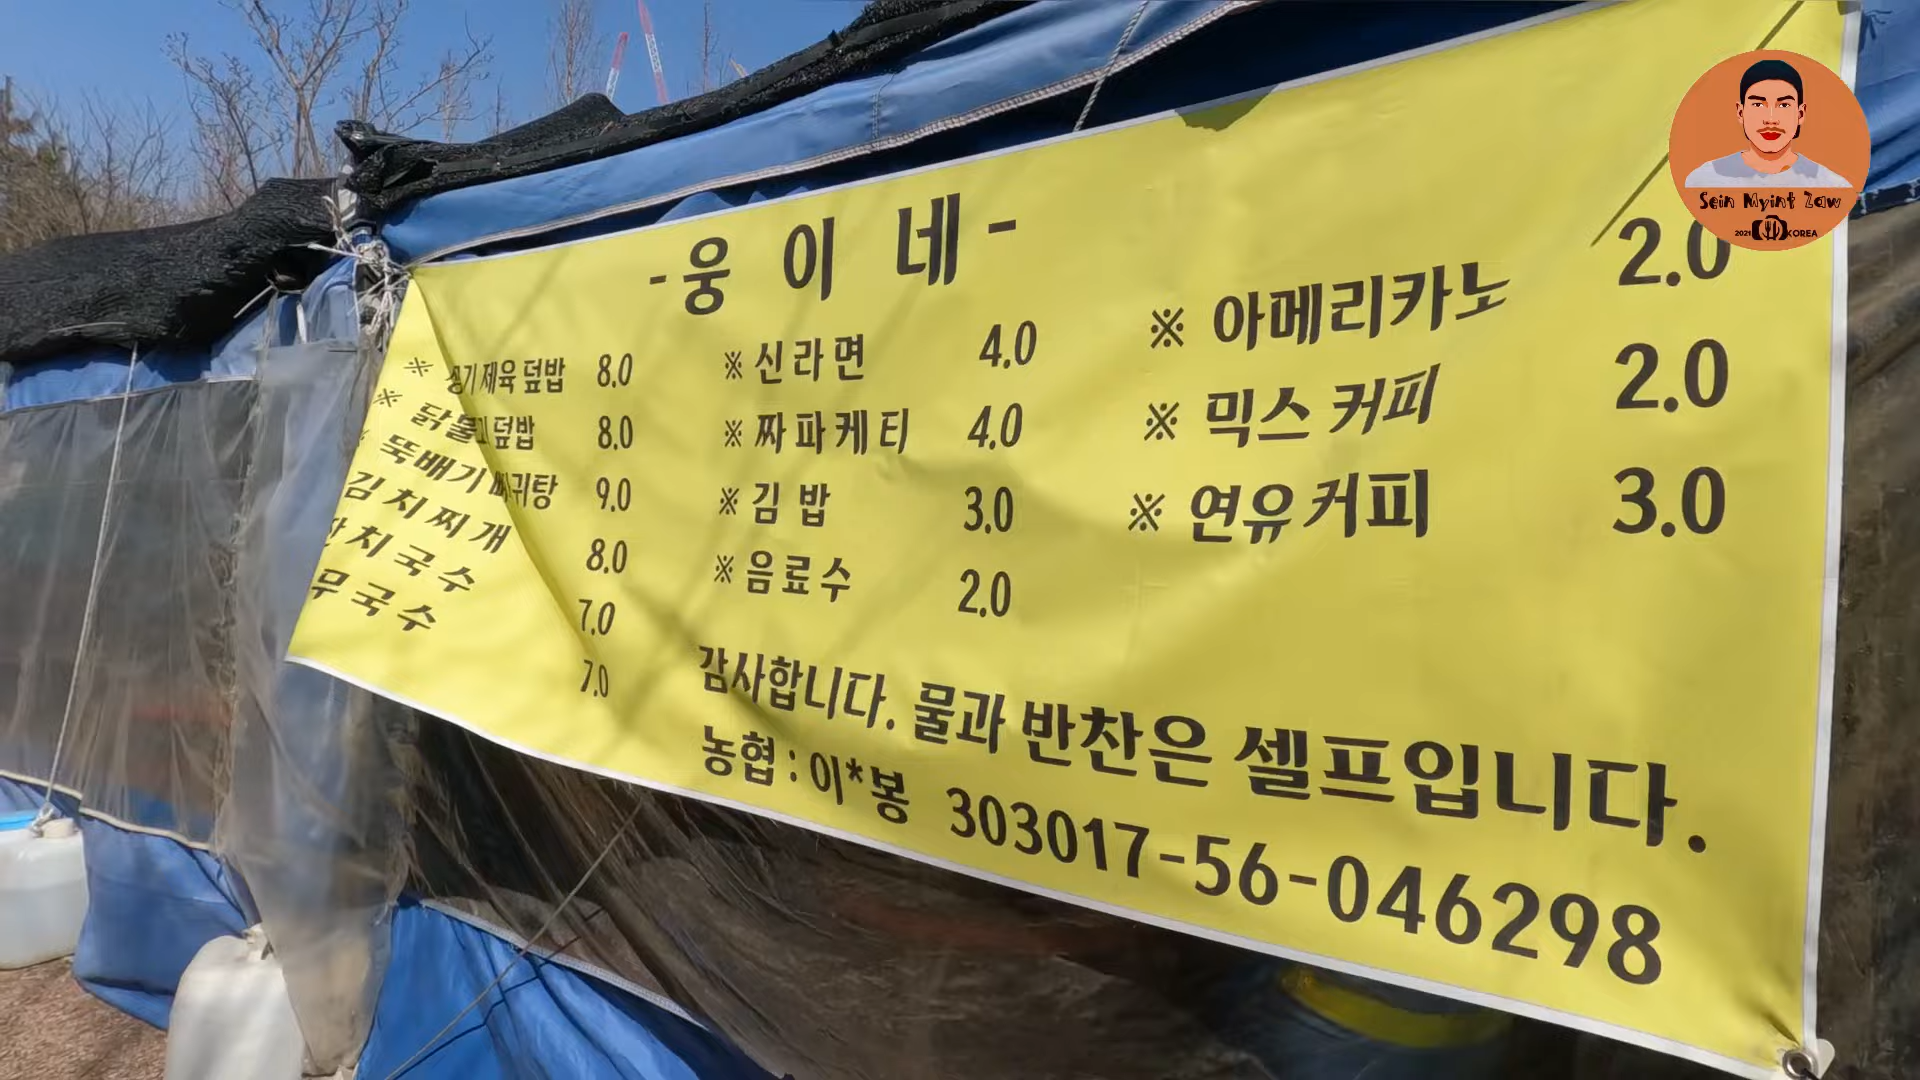 -웅 이 네-
※ 제육덮밥 8.0
※ 덮밥 8.0
뚝배기 8.0 9.0
김치찌개 8.0
치국수 7.0
무국수 7.0
※ 신라면 4.0
※ 짜파케티 4.0
※ 김밥 3.0
※ 음료수 2.0
※ 아메리카노 2.0
※ 믹스커피 2.0
※ 연유커피 3.0
감사합니다. 물과 반찬은 셀프입니다.
농협 : 이*봉 303017-56-046298
Sein Myint Zaw
2021 KOREA